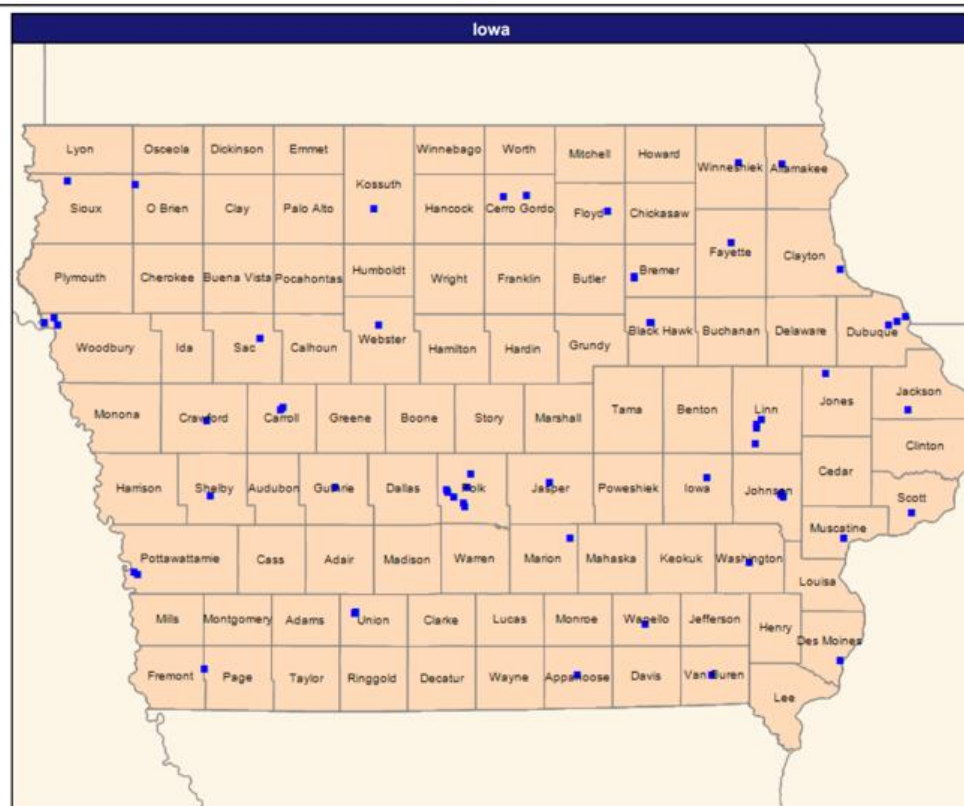 Iowa
Lyon Osceola Dickinson Emmet Kossuth Winnebago Worth Mitchell Howard Winneshiek Allamakee
Sioux O Brien Clay Palo Alto Hancock Cerro Gordo Floyd Chickasaw
Plymouth Cherokee Buena Vista Pocahontas Humboldt Wright Franklin Butler Bremer Fayette Clayton
Woodbury Ida Sac Calhoun Webster Hamilton Hardin Grundy Black Hawk Buchanan Delaware Dubuque
Monona Crawford Carroll Greene Boone Story Marshall Tama Benton Linn Jones Jackson
Clinton
Harrison Shelby Audubon Guthrie Dallas Polk Jasper Poweshiek Iowa Johnson Cedar Scott
Muscatine
Pottawattamie Cass Adair Madison Warren Marion Mahaska Keokuk Washington
Louisa
Mills Montgomery Adams Union Clarke Lucas Monroe Wapello Jefferson Henry Des Moines
Fremont Page Taylor Ringgold Decatur Wayne Appanoose Davis Van Buren Lee